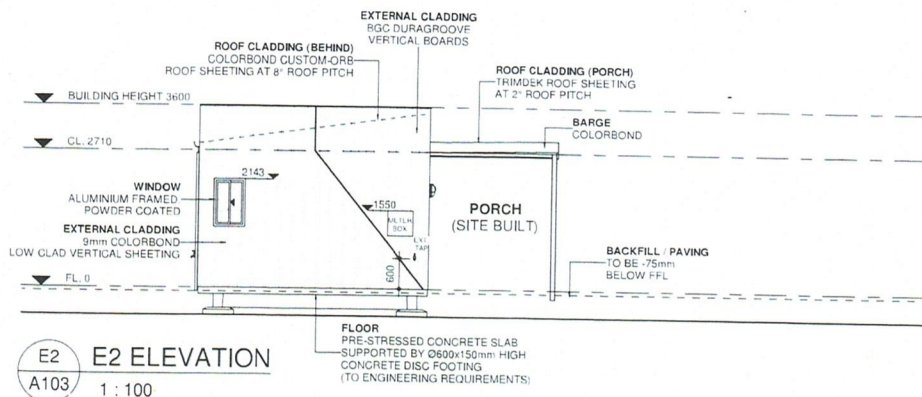 EXTERNAL CLADDING
BGC DURAGROOVE
VERTICAL BOARDS
ROOF CLADDING (BEHIND)
COLORBOND CUSTOM-ORB
ROOF SHEETING AT 8° ROOF PITCH
ROOF CLADDING (PORCH)
TRIMDEK ROOF SHEETING
AT 2° ROOF PITCH
BUILDING HEIGHT 3600
BARGE
COLORBOND
CL. 2710
2143
WINDOW
ALUMINIUM FRAMED
POWDER COATED
1550
METER
BOX
PORCH
(SITE BUILT)
EXTERNAL CLADDING
9mm COLORBOND
LOW CLAD VERTICAL SHEETING
EXT
TAP
600
BACKFILL / PAVING
TO BE -75mm
BELOW FFL
FL. 0
FLOOR
PRE-STRESSED CONCRETE SLAB
SUPPORTED BY Ø600x150mm HIGH
CONCRETE DISC FOOTING
(TO ENGINEERING REQUIREMENTS)
E2
A103
E2 ELEVATION
1 : 100